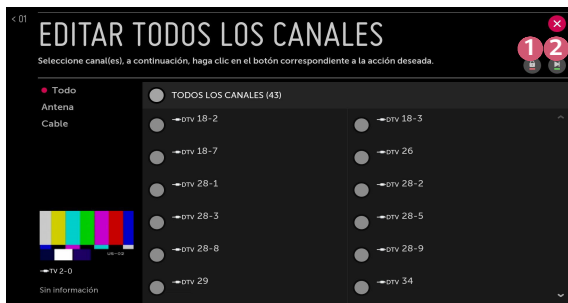 < 01
EDITAR TODOS LOS CANALES
Seleccione canal(es), a continuación, haga clic en el botón correspondiente a la acción deseada.
1 2
Todo
Antena
Cable
TODOS LOS CANALES (43)
DTV 18-2
DTV 18-3
DTV 18-7
DTV 26
DTV 28-1
DTV 28-2
DTV 28-3
DTV 28-5
DTV 28-8
DTV 28-9
DTV 29
DTV 34
TV 2-0
Sin información